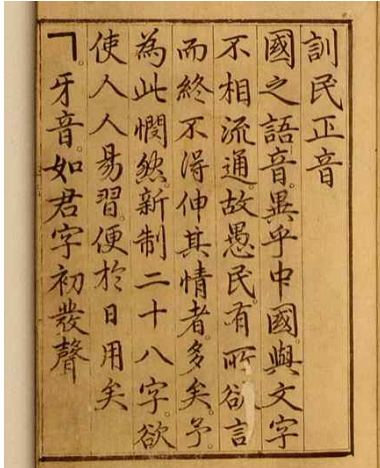 訓民正音
國之語音。異乎中國。與文字
不相流通。故愚民有所欲言
而終不得伸其情者。多矣。予。
為此憫然。新制二十八字。欲
使人人易習。便於日用矣
ㄱ。牙音。如君字初發聲